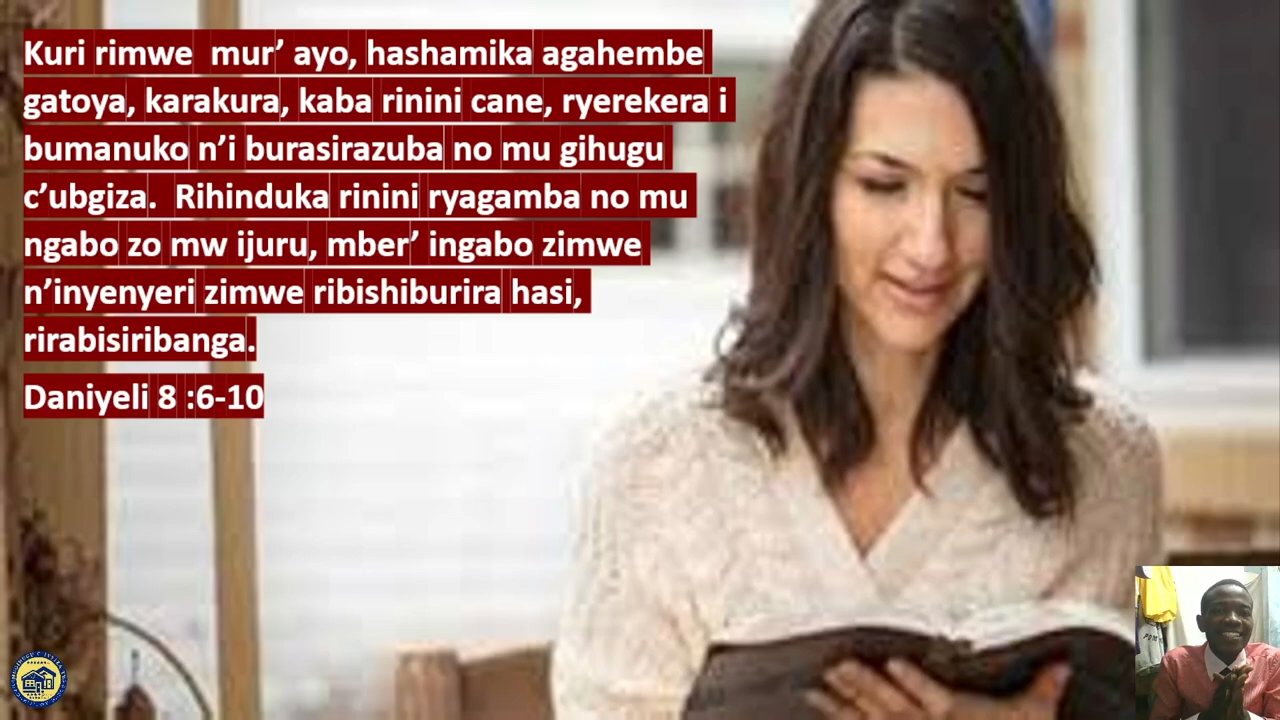 Kuri rimwe mur’ ayo, hashamika agahembe
gatoya, karakura, kaba rinini cane, ryerekera i
bumanuko n’i burasirazuba no mu gihugu
c’ubgiza. Rihinduka rinini ryagamba no mu
ngabo zo mw ijuru, mber’ ingabo zimwe
n’inyenyeri zimwe ribishiburira hasi,
rirabisiribanga.
Daniyeli 8 :6-10